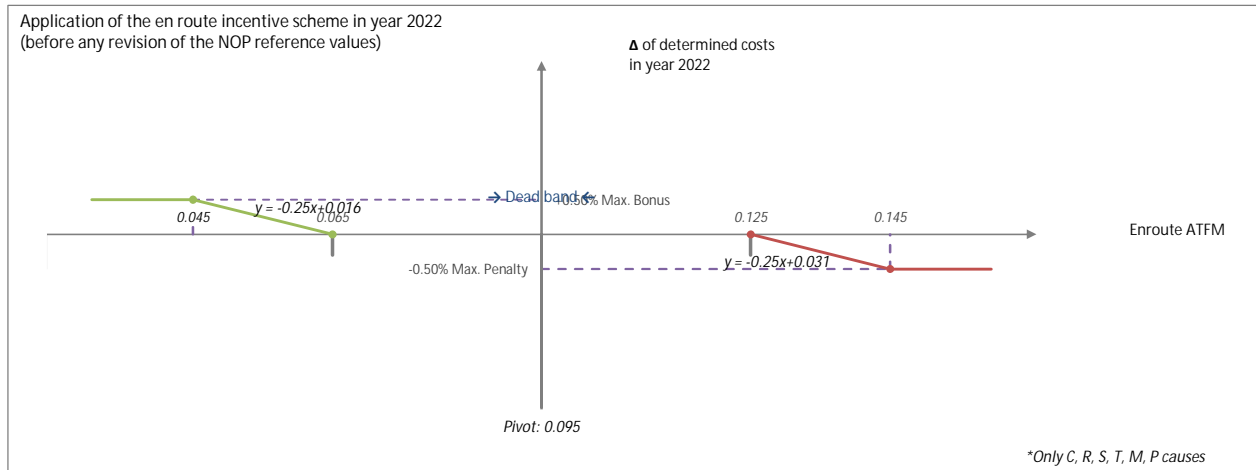 Application of the en route incentive scheme in year 2022
(before any revision of the NOP reference values)
Δ of determined costs
in year 2022
→ Dead band ←
0.50% Max. Bonus
y = -0.25x+0.016
0.045
0.065
0.125
0.145
Enroute ATFM
y = -0.25x+0.031
-0.50% Max. Penalty
Pivot: 0.095
*Only C, R, S, T, M, P causes